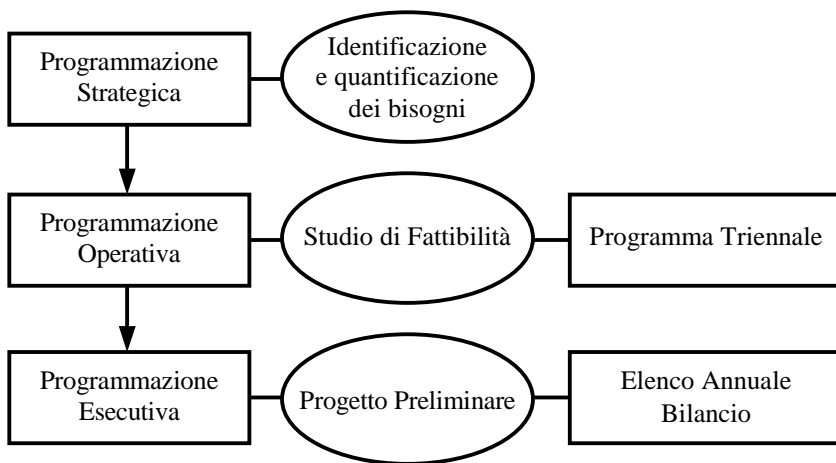 Programmazione
Strategica
Identificazione
e quantificazione
dei bisogni
Programmazione
Operativa
Studio di Fattibilità
Programma Triennale
Programmazione
Esecutiva
Progetto Preliminare
Elenco Annuale
Bilancio